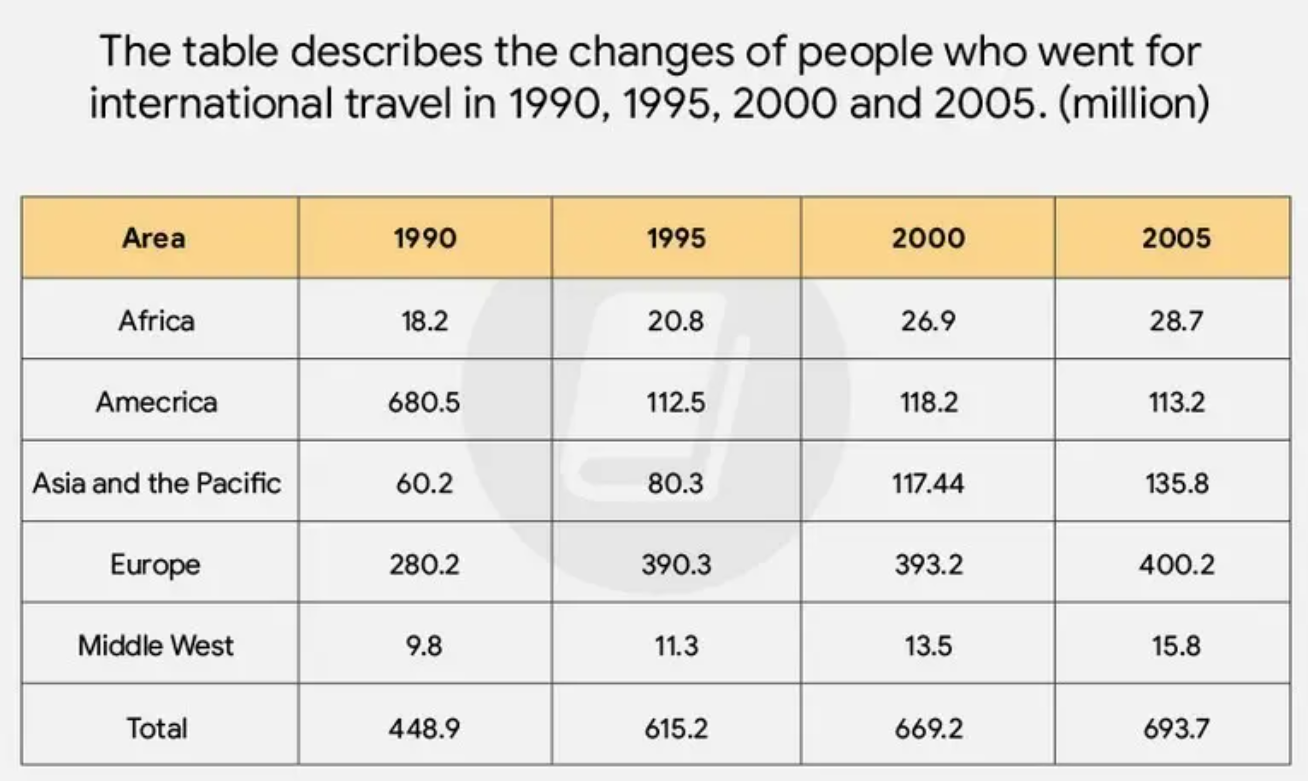 The table describes the changes of people who went for
international travel in 1990, 1995, 2000 and 2005. (million)
Area 1990 1995 2000 2005
Africa 18.2 20.8 26.9 28.7
Amecrica 680.5 112.5 118.2 113.2
Asia and the Pacific 60.2 80.3 117.44 135.8
Europe 280.2 390.3 393.2 400.2
Middle West 9.8 11.3 13.5 15.8
Total 448.9 615.2 669.2 693.7